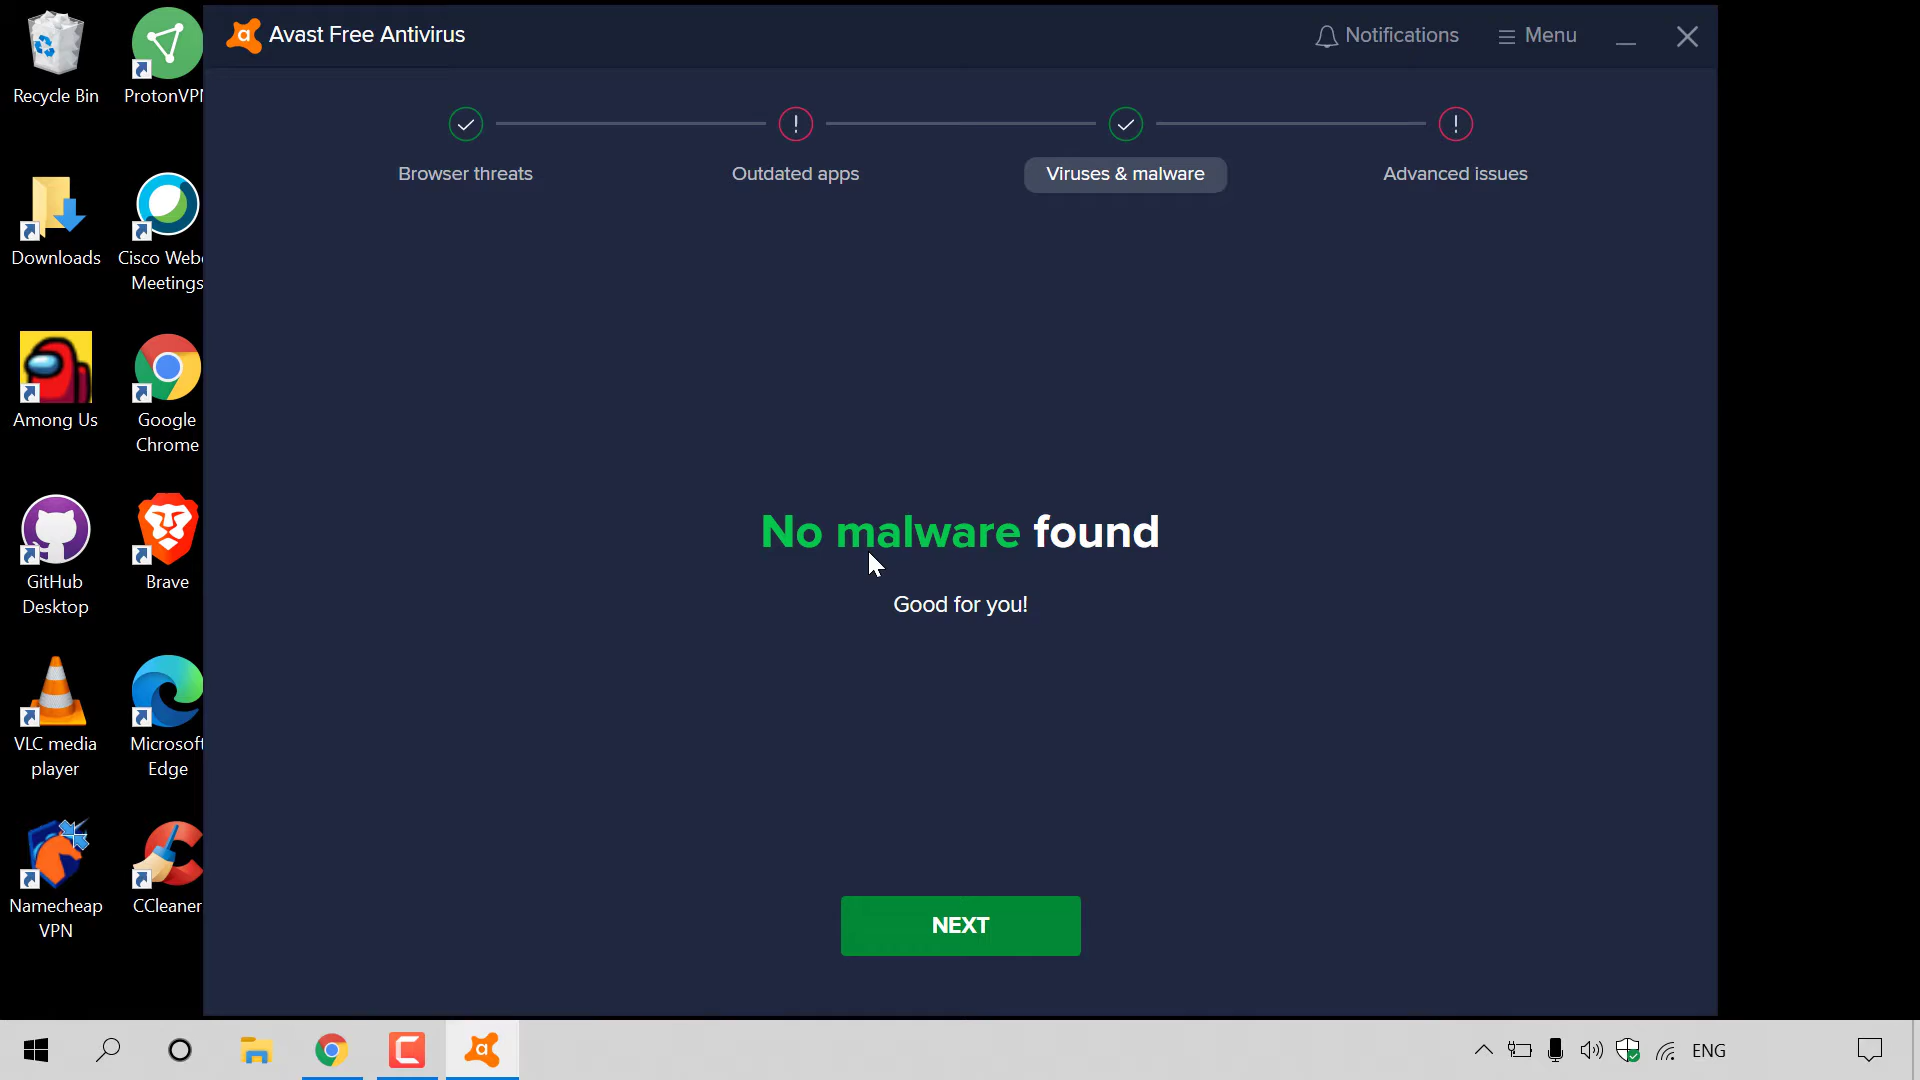 Recycle Bin
ProtonVPN
Downloads
Cisco Webe
Meetings
Among Us
Google
Chrome
GitHub
Desktop
Brave
VLC media
player
Microsoft
Edge
Namecheap
VPN
CCleaner
a Avast Free Antivirus
Notifications
Menu
Browser threats
Outdated apps
Viruses & malware
Advanced issues
No malware found
Good for you!
NEXT
ENG